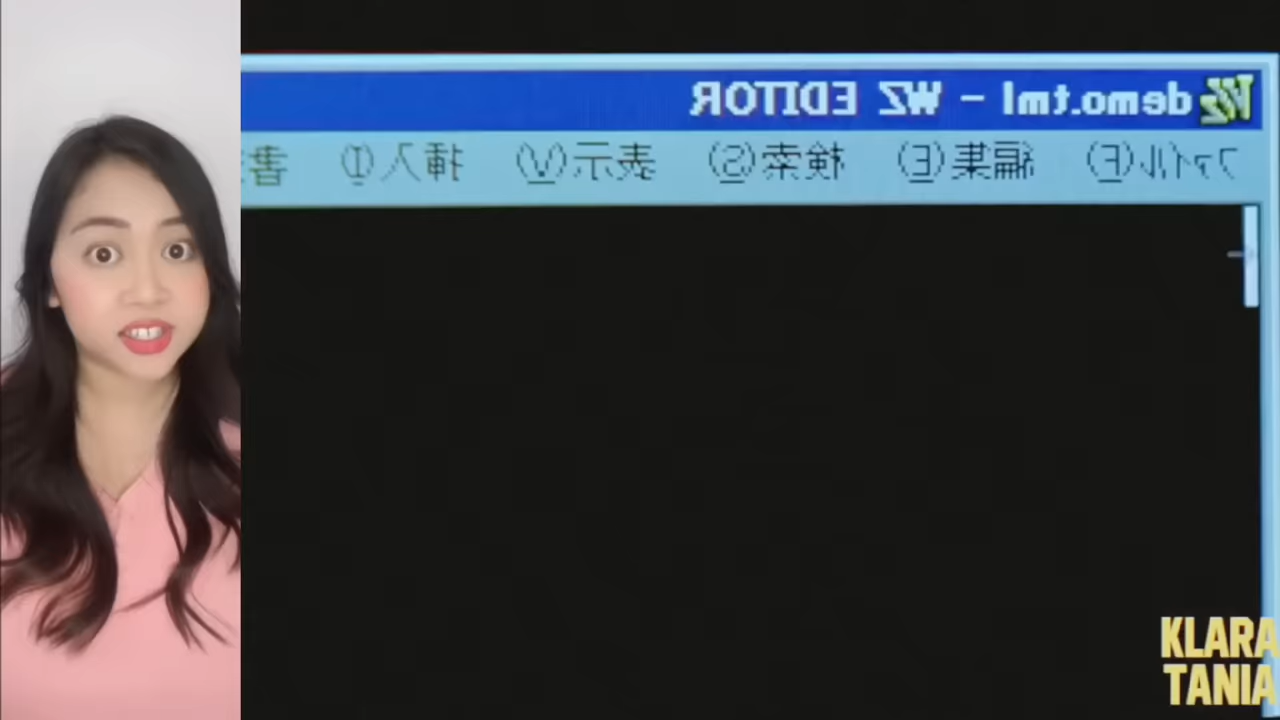 demo.tml - WZ EDITOR
ファイル(F) 編集(E) 検索(S) 表示(V) 挿入(I) 書
KLARA
TANIA